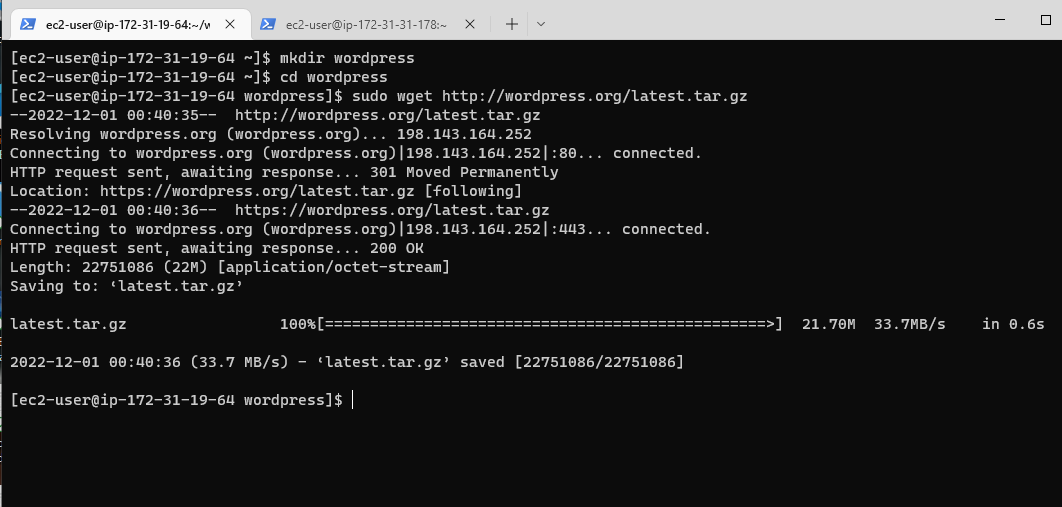 ec2-user@ip-172-31-19-64:~/w
ec2-user@ip-172-31-31-178:~
[ec2-user@ip-172-31-19-64 ~]$ mkdir wordpress
[ec2-user@ip-172-31-19-64 ~]$ cd wordpress
[ec2-user@ip-172-31-19-64 wordpress]$ sudo wget http://wordpress.org/latest.tar.gz
--2022-12-01 00:40:35--  http://wordpress.org/latest.tar.gz
Resolving wordpress.org (wordpress.org)... 198.143.164.252
Connecting to wordpress.org (wordpress.org)|198.143.164.252|:80... connected.
HTTP request sent, awaiting response... 301 Moved Permanently
Location: https://wordpress.org/latest.tar.gz [following]
--2022-12-01 00:40:36--  https://wordpress.org/latest.tar.gz
Connecting to wordpress.org (wordpress.org)|198.143.164.252|:443... connected.
HTTP request sent, awaiting response... 200 OK
Length: 22751086 (22M) [application/octet-stream]
Saving to: ‘latest.tar.gz’
latest.tar.gz                 100%[=================================================>]  21.70M  33.7MB/s    in 0.6s
2022-12-01 00:40:36 (33.7 MB/s) - ‘latest.tar.gz’ saved [22751086/22751086]
[ec2-user@ip-172-31-19-64 wordpress]$